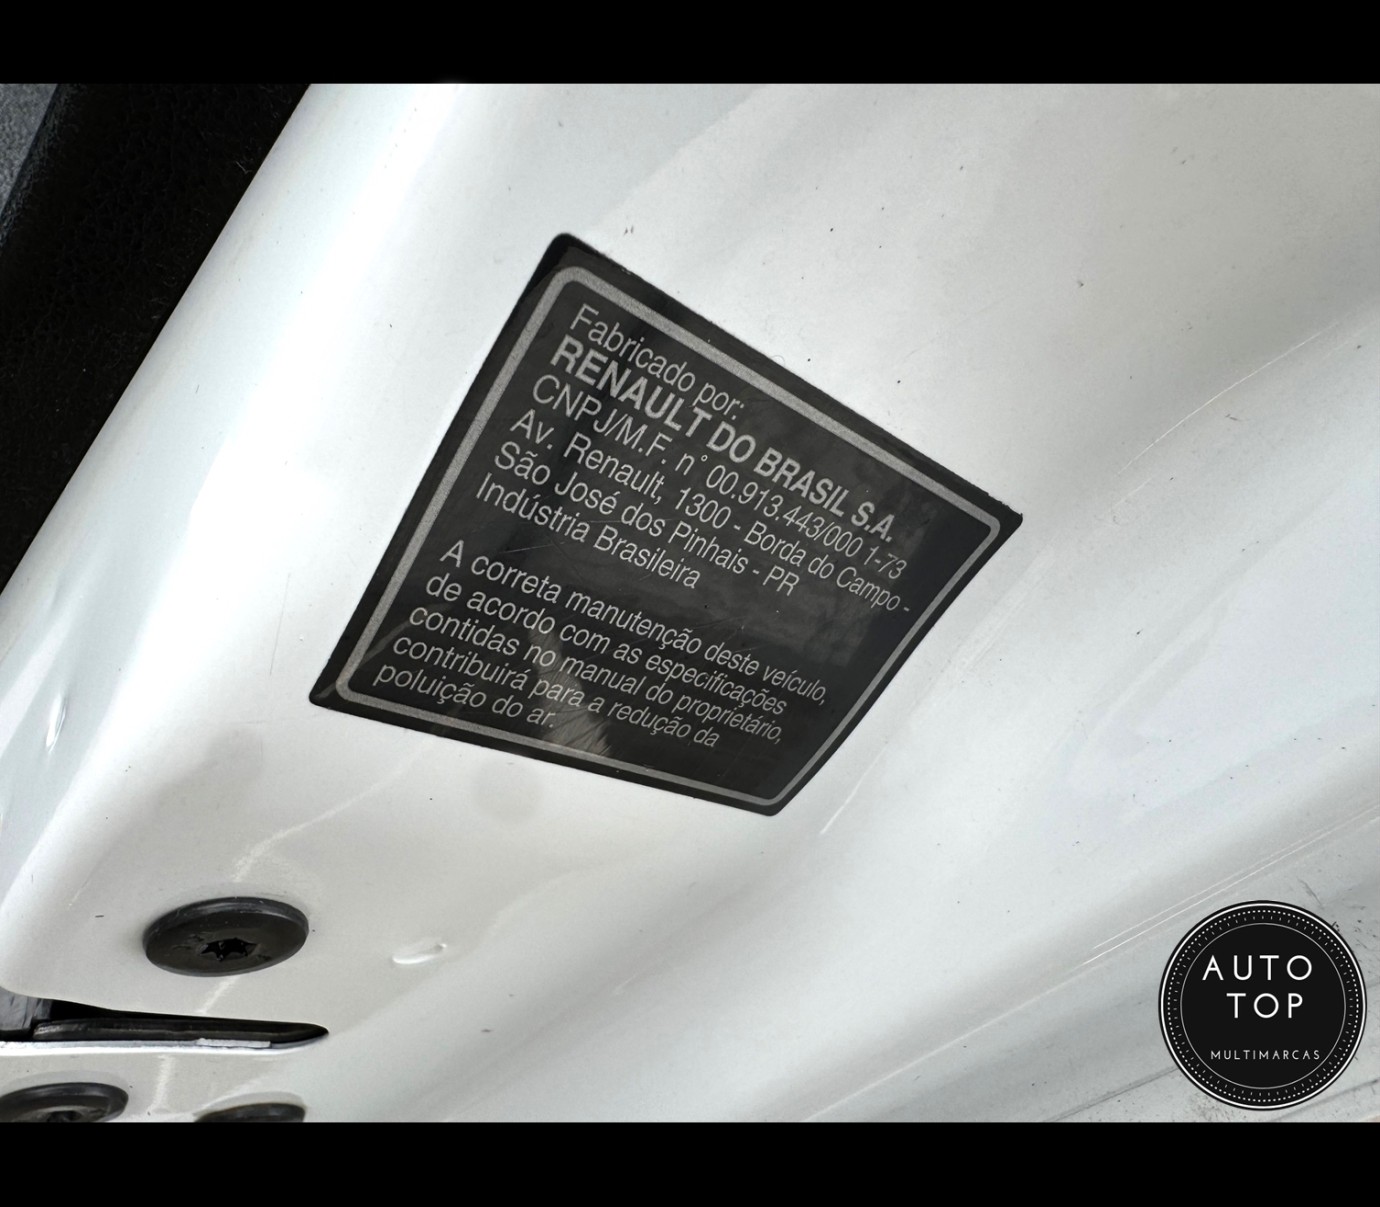 Fabricado por:
RENAULT DO BRASIL S.A.
CNPJ/M.F. n° 00.913.443/000 1-73
Av. Renault, 1300 - Borda do Campo -
São José dos Pinhais - PR
Indústria Brasileira
A correta manutenção deste veículo,
de acordo com as especificações
contidas no manual do proprietário,
contribuirá para a redução da
poluição do ar.
AUTO
TOP
MULTIMARCAS